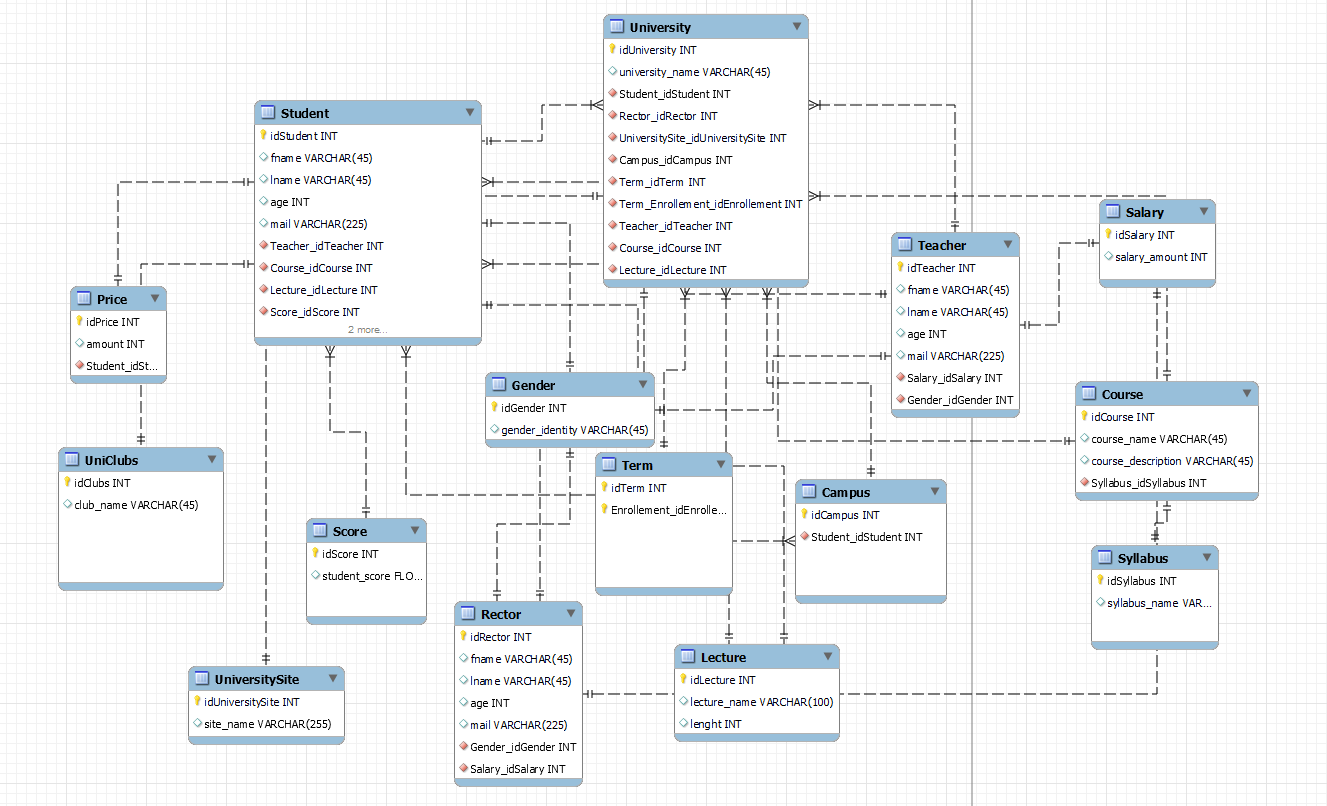 University
idUniversity INT
university_name VARCHAR(45)
Student_idStudent INT
Rector_idRector INT
UniversitySite_idUniversitySite INT
Campus_idCampus INT
Term_idTerm INT
Term_Enrollement_idEnrollement INT
Teacher_idTeacher INT
Course_idCourse INT
Lecture_idLecture INT
Student
idStudent INT
fname VARCHAR(45)
lname VARCHAR(45)
age INT
mail VARCHAR(225)
Teacher_idTeacher INT
Course_idCourse INT
Lecture_idLecture INT
Score_idScore INT
2 more...
Salary
idSalary INT
salary_amount INT
Teacher
idTeacher INT
fname VARCHAR(45)
lname VARCHAR(45)
age INT
mail VARCHAR(225)
Salary_idSalary INT
Gender_idGender INT
Price
idPrice INT
amount INT
Student_idSt...
Gender
idGender INT
gender_identity VARCHAR(45)
Course
idCourse INT
course_name VARCHAR(45)
course_description VARCHAR(45)
Syllabus_idSyllabus INT
UniClubs
idClubs INT
club_name VARCHAR(45)
Term
idTerm INT
Enrollement_idEnrolle...
Campus
idCampus INT
Student_idStudent INT
Score
idScore INT
student_score FLO...
Syllabus
idSyllabus INT
syllabus_name VAR...
Rector
idRector INT
fname VARCHAR(45)
lname VARCHAR(45)
age INT
mail VARCHAR(225)
Gender_idGender INT
Salary_idSalary INT
Lecture
idLecture INT
lecture_name VARCHAR(100)
lenght INT
UniversitySite
idUniversitySite INT
site_name VARCHAR(255)